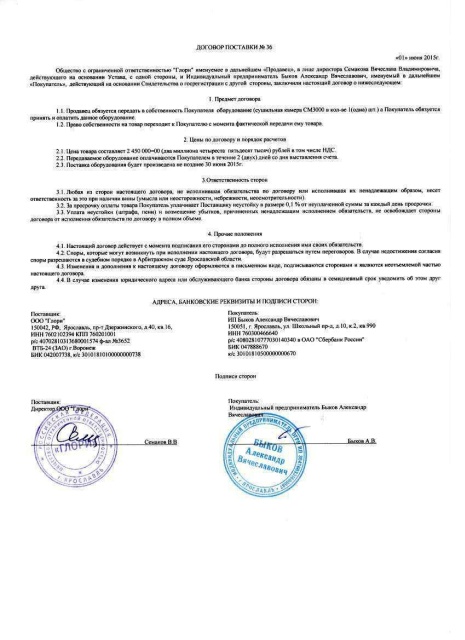 ДОГОВОР ПОСТАВКИ № 36
«01» июня 2015г.
Общество с ограниченной ответственностью "Глори" именуемое в дальнейшем «Продавец», в лице директора Семакова Вячеслава Владимировича,
действующего на основании Устава, с одной стороны, и Индивидуальный предприниматель Быков Александр Вячеславович, именуемый в дальнейшем
«Покупатель», действующий на основании Свидетельства о госрегистрации с другой стороны, заключили настоящий договор о нижеследующем:
1. Предмет договора
1.1. Продавец обязуется передать в собственность Покупателя оборудование (сушильная камера СМ3000 в кол-ве 1(одна) шт.) а Покупатель обязуется
принять и оплатить данное оборудование.
1.2. Право собственности на товар переходит к Покупателю с момента фактической передачи ему товара.
2. Цены по договору и порядок расчетов
2.1. Цена товара составляет 2 450 000=00 (два миллиона четыреста пятьдесят тысяч) рублей в том числе НДС.
2.2. Передаваемое оборудование оплачивается Покупателем в течение 2 (двух) дней со дня выставления счета.
2.3. Поставка оборудования будет произведена не позднее 30 июня 2015г.
3.Ответственность сторон
3.1. Любая из сторон настоящего договора, не исполнившая обязательства по договору или исполнившая их ненадлежащим образом, несет
ответственность за это при наличии вины (умысла или неосторожности, небрежности, неосмотрительности).
3.2. За просрочку оплаты товара Покупатель уплачивает Поставщику неустойку в размере 0,1 % от неуплаченной суммы за каждый день просрочки.
3.3. Уплата неустойки (штрафа, пени) и возмещение убытков, причиненных ненадлежащим исполнением обязательств, не освобождает стороны
договора от исполнения обязательств по договору в полном объеме.
4. Прочие положения
4.1. Настоящий договор действует с момента подписания его сторонами до полного исполнения ими своих обязательств.
4.2. Споры, которые могут возникнуть при исполнении настоящего договора, будут разрешаться путем переговоров. В случае недостижения согласия
споры разрешаются в судебном порядке в Арбитражном суде Ярославской области.
4.3. Изменения и дополнения к настоящему договору оформляется в письменном виде, подписываются сторонами и являются неотъемлемой частью
настоящего договора.
4.4. В случае изменения юридического адреса или обслуживающего банка стороны договора обязаны в семидневный срок уведомить об этом друг
друга.
АДРЕСА, БАНКОВСКИЕ РЕКВИЗИТЫ И ПОДПИСИ СТОРОН:
Поставщик:
ООО "Глори"
150042, РФ, Ярославль, пр-т Дзержинского, д.40, кв.16,
ИНН 7602102394 КПП 760201001
р/с 40702810313680001574 ф-ал №3652
ВТБ-24 (ЗАО) г.Воронеж
БИК 042007738, к/с 30101810100000000738
Покупатель:
ИП Быков Александр Вячеславович
150051, г. Ярославль, ул. Школьный пр-д, д.10, к.2, кв.990
ИНН 760300466640
р/с 40802810777030140340 в ОАО "Сбербанк России"
БИК 047888670
к/с 30101810500000000670
Подписи сторон
Поставщик:
Директор ООО "Глори"
Семаков В.В
Покупатель:
Индивидуальный предприниматель Быков Александр
Вячеславович
Быков А.В.
«ГЛОРИ»
г. ЯРОСЛАВЛЬ
ИНДИВИДУАЛЬНЫЙ ПРЕДПРИНИМАТЕЛЬ
БЫКОВ
Александр
Вячеславович
ЯРОСЛАВЛЬ